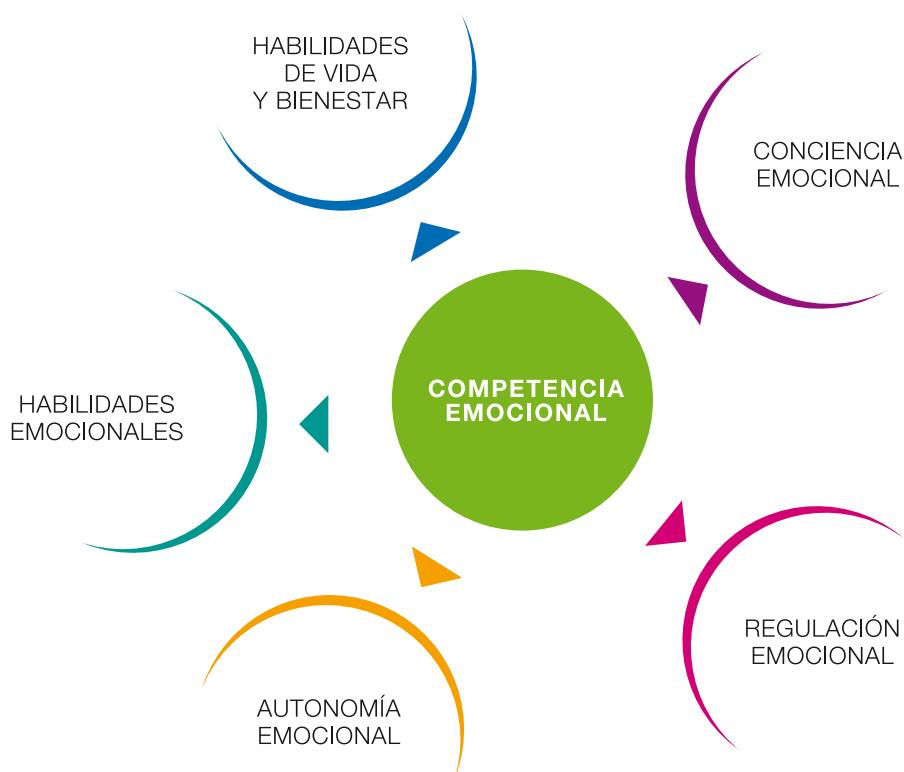 HABILIDADES
DE VIDA
Y BIENESTAR
CONCIENCIA
EMOCIONAL
COMPETENCIA
EMOCIONAL
HABILIDADES
EMOCIONALES
REGULACIÓN
EMOCIONAL
AUTONOMÍA
EMOCIONAL